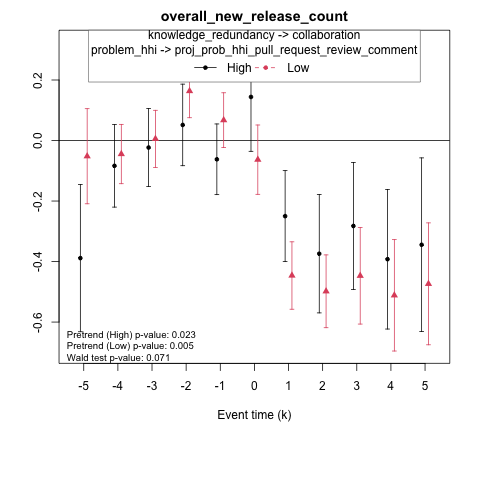 overall_new_release_count
knowledge_redundancy -> collaboration
problem_hhi -> proj_prob_hhi_pull_request_review_comment
High Low
0.2
0.0
-0.2
-0.4
-0.6
Pretrend (High) p-value: 0.023
Pretrend (Low) p-value: 0.005
Wald test p-value: 0.071
-5 -4 -3 -2 -1 0 1 2 3 4 5
Event time (k)